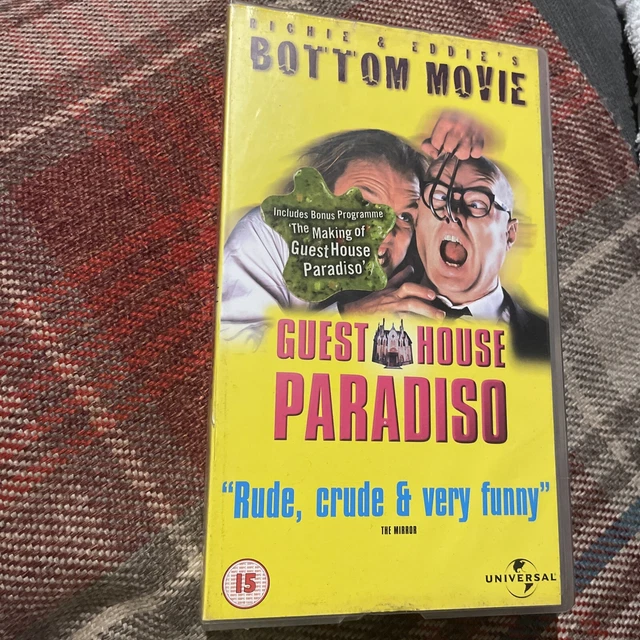 RICHIE & EDDIE'S
BOTTOM MOVIE
Includes Bonus Programme
'The Making of
Guest House
Paradiso'
GUEST HOUSE
PARADISO
"Rude, crude & very funny"
THE MIRROR
15
UNIVERSAL